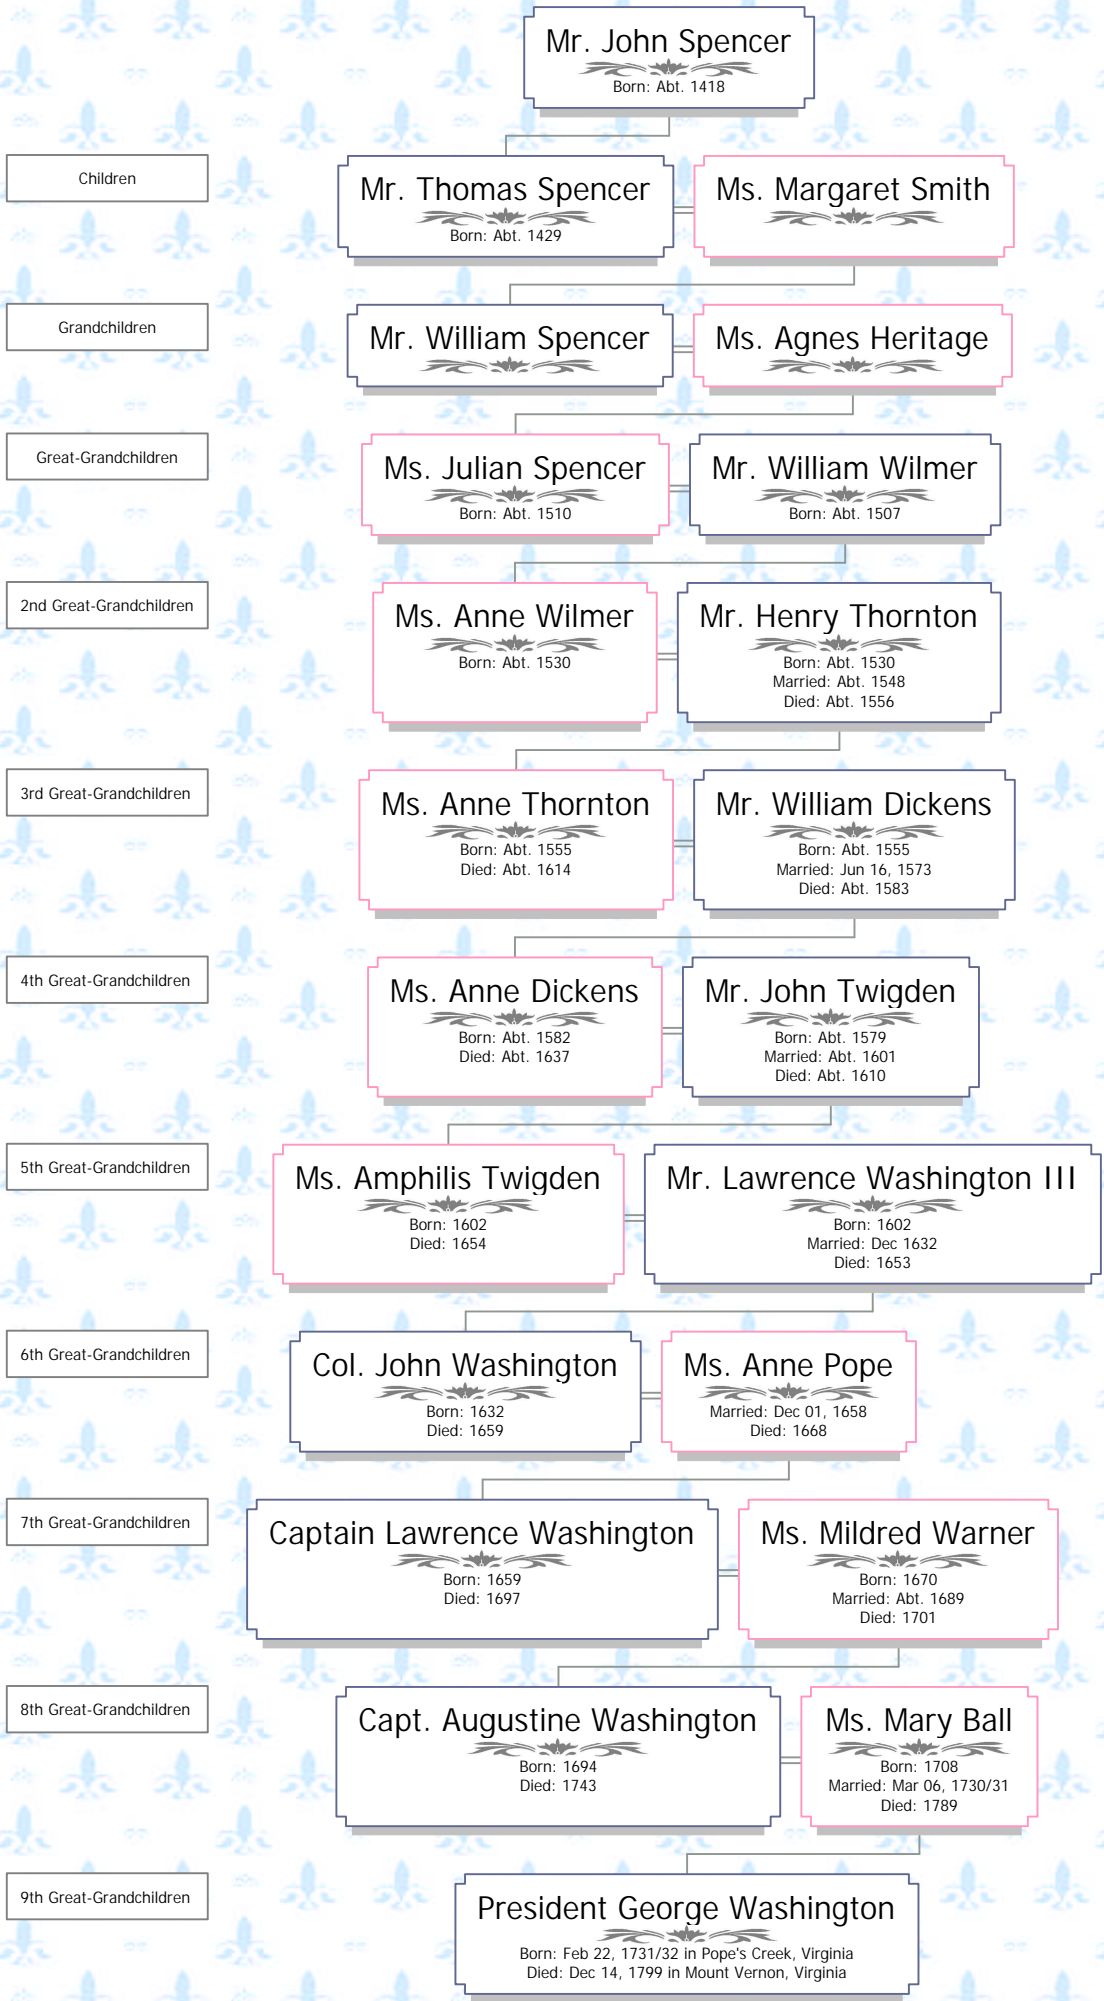 Mr. John Spencer
Born: Abt. 1418
Children
Mr. Thomas Spencer
Born: Abt. 1429
Ms. Margaret Smith
Grandchildren
Mr. William Spencer
Ms. Agnes Heritage
Great-Grandchildren
Ms. Julian Spencer
Born: Abt. 1510
Mr. William Wilmer
Born: Abt. 1507
2nd Great-Grandchildren
Ms. Anne Wilmer
Born: Abt. 1530
Mr. Henry Thornton
Born: Abt. 1530
Married: Abt. 1548
Died: Abt. 1556
3rd Great-Grandchildren
Ms. Anne Thornton
Born: Abt. 1555
Died: Abt. 1614
Mr. William Dickens
Born: Abt. 1555
Married: Jun 16, 1573
Died: Abt. 1583
4th Great-Grandchildren
Ms. Anne Dickens
Born: Abt. 1582
Died: Abt. 1637
Mr. John Twigden
Born: Abt. 1579
Married: Abt. 1601
Died: Abt. 1610
5th Great-Grandchildren
Ms. Amphilis Twigden
Born: 1602
Died: 1654
Mr. Lawrence Washington III
Born: 1602
Married: Dec 1632
Died: 1653
6th Great-Grandchildren
Col. John Washington
Born: 1632
Died: 1659
Ms. Anne Pope
Married: Dec 01, 1658
Died: 1668
7th Great-Grandchildren
Captain Lawrence Washington
Born: 1659
Died: 1697
Ms. Mildred Warner
Born: 1670
Married: Abt. 1689
Died: 1701
8th Great-Grandchildren
Capt. Augustine Washington
Born: 1694
Died: 1743
Ms. Mary Ball
Born: 1708
Married: Mar 06, 1730/31
Died: 1789
9th Great-Grandchildren
President George Washington
Born: Feb 22, 1731/32 in Pope's Creek, Virginia
Died: Dec 14, 1799 in Mount Vernon, Virginia